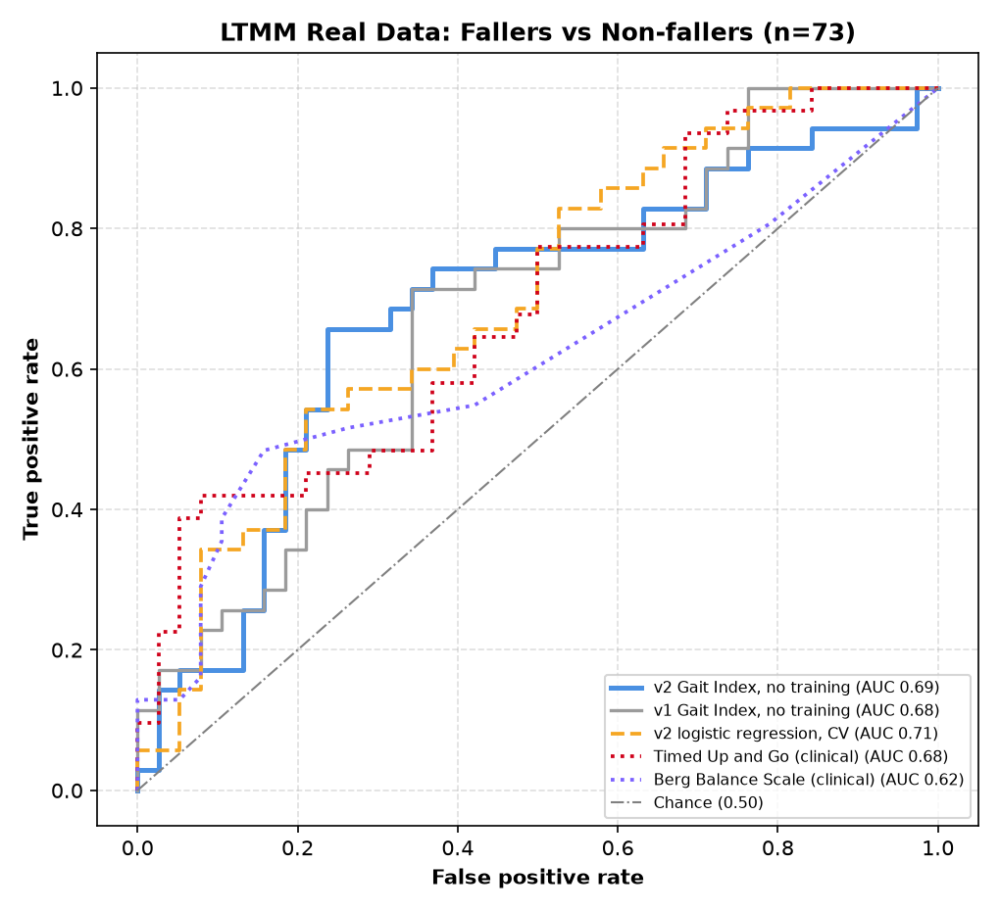 LTMM Real Data: Fallers vs Non-fallers (n=73)
True positive rate
1.0
0.8
0.6
0.4
0.2
0.0
v2 Gait Index, no training (AUC 0.69)
v1 Gait Index, no training (AUC 0.68)
v2 logistic regression, CV (AUC 0.71)
Timed Up and Go (clinical) (AUC 0.68)
Berg Balance Scale (clinical) (AUC 0.62)
Chance (0.50)
0.0 0.2 0.4 0.6 0.8 1.0
False positive rate